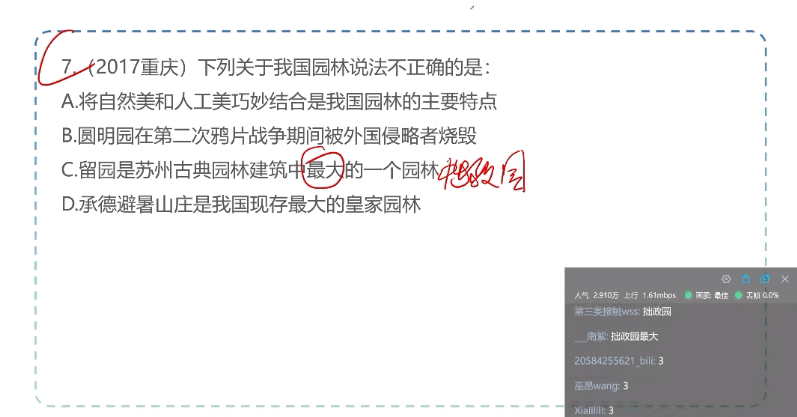 7.（2017重庆）下列关于我国园林说法不正确的是：
A.将自然美和人工美巧妙结合是我国园林的主要特点
B.圆明园在第二次鸦片战争期间被外国侵略者烧毁
C.留园是苏州古典园林建筑中最大的一个园林 拙政园
D.承德避暑山庄是我国现存最大的皇家园林
人气 2.910万 上行 1.61mbps 画质: 最佳 丢帧 0.0%
第三类接触wss: 拙政园
__南紫: 拙政园最大
20584255621_bili: 3
巫昂wang: 3
3